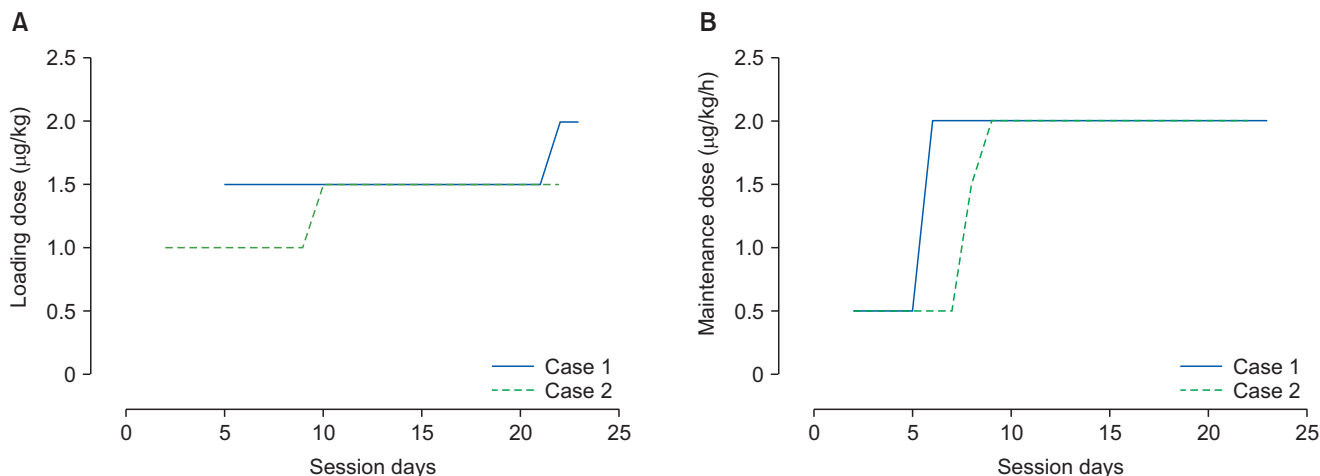 A
2.5
2.0
1.5
1.0
0.5
0
Loading dose (µg/kg)
Case 1
Case 2
0 5 10 15 20 25
Session days
B
2.5
2.0
1.5
1.0
0.5
0
Maintenance dose (µg/kg/h)
Case 1
Case 2
0 5 10 15 20 25
Session days